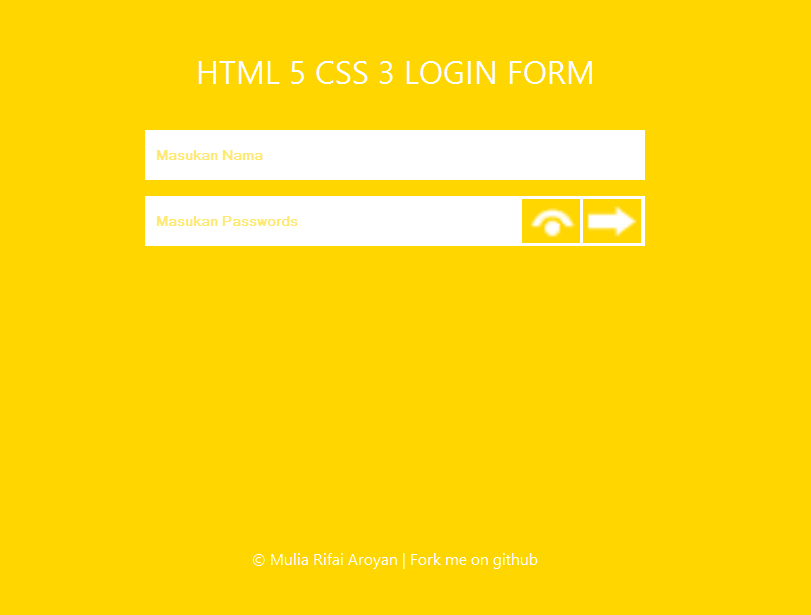 HTML 5 CSS 3 LOGIN FORM
Masukan Nama
Masukan Passwords
© Mulia Rifai Aroyan | Fork me on github